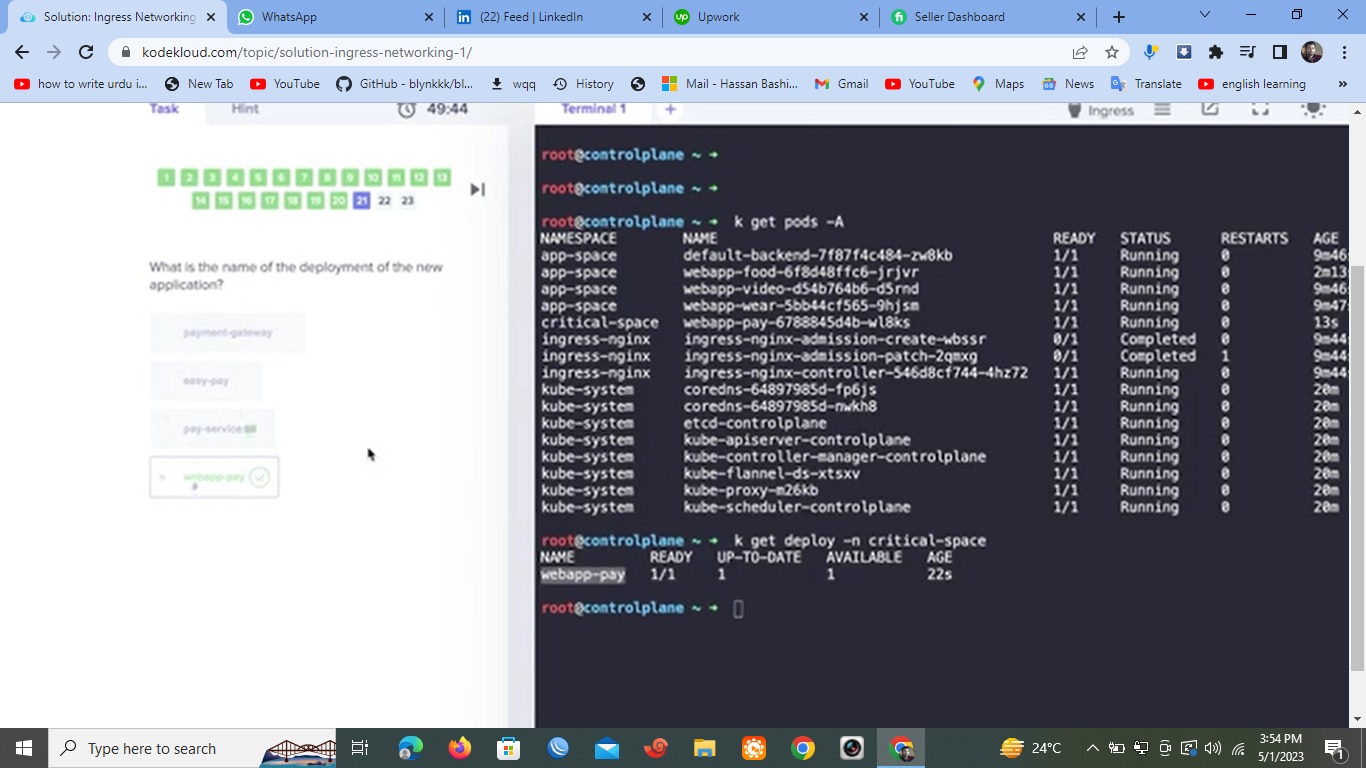 Solution: Ingress Networking
WhatsApp
(22) Feed | LinkedIn
Upwork
Seller Dashboard
kodekloud.com/topic/solution-ingress-networking-1/
how to write urdu i...
New Tab
YouTube
GitHub - blynkkk/bl...
wqq
History
Mail - Hassan Bashi...
Gmail
YouTube
Maps
News
Translate
english learning
»
Task
Hint
49:44
Terminal 1
+
Ingress
1 2 3 4 5 6 7 8 9 10 11 12 13
14 15 16 17 18 19 20 21 22 23
What is the name of the deployment of the new
application?
payment-gateway
easy-pay
pay-service
webapp-pay
root@controlplane ~ ➜
root@controlplane ~ ➜
root@controlplane ~ ➜ k get pods -A
NAMESPACE NAME READY STATUS RESTARTS AGE
app-space default-backend-7f87f4c484-zw8kb 1/1 Running 0 9m46
app-space webapp-food-6f8d48ffc6-jrjvr 1/1 Running 0 2m13
app-space webapp-video-d54b764b6-d5rnd 1/1 Running 0 9m46
app-space webapp-wear-5bb44cf565-9hjsm 1/1 Running 0 9m47
critical-space webapp-pay-6788845d4b-wl8ks 1/1 Running 0 13s
ingress-nginx ingress-nginx-admission-create-wbssr 0/1 Completed 0 9m44
ingress-nginx ingress-nginx-admission-patch-2qmxg 0/1 Completed 1 9m44
ingress-nginx ingress-nginx-controller-546d8cf744-4hz72 1/1 Running 0 9m44
kube-system coredns-64897985d-fp6js 1/1 Running 0 20m
kube-system coredns-64897985d-nwkh8 1/1 Running 0 20m
kube-system etcd-controlplane 1/1 Running 0 20m
kube-system kube-apiserver-controlplane 1/1 Running 0 20m
kube-system kube-controller-manager-controlplane 1/1 Running 0 20m
kube-system kube-flannel-ds-xtsxv 1/1 Running 0 20m
kube-system kube-proxy-m26kb 1/1 Running 0 20m
kube-system kube-scheduler-controlplane 1/1 Running 0 20m
root@controlplane ~ ➜ k get deploy -n critical-space
NAME READY UP-TO-DATE AVAILABLE AGE
webapp-pay 1/1 1 1 22s
root@controlplane ~ ➜
Type here to search
24°C
3:54 PM
5/1/2023
1